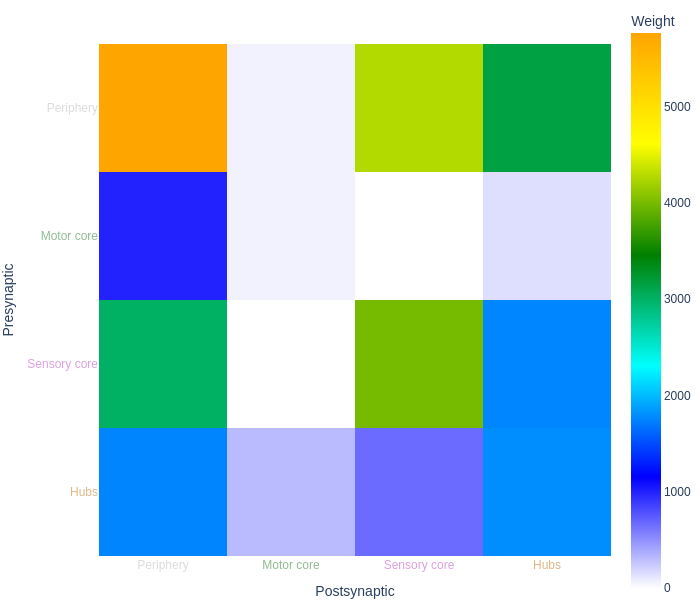 Weight
5000
4000
3000
2000
1000
0
Presynaptic
Periphery
Motor core
Sensory core
Hubs
Periphery
Motor core
Sensory core
Hubs
Postsynaptic